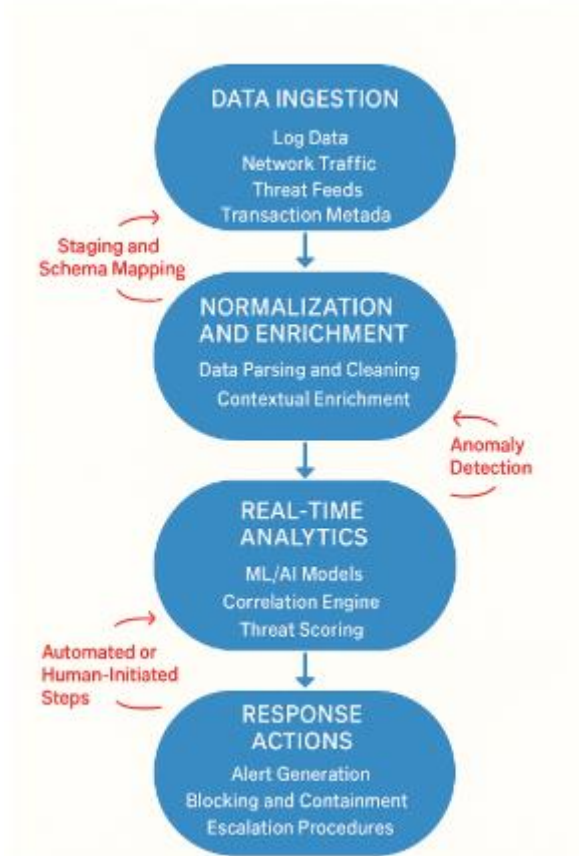 DATA INGESTION
Log Data
Network Traffic
Threat Feeds
Transaction Metada
Staging and
Schema Mapping
NORMALIZATION
AND ENRICHMENT
Data Parsing and Cleaning
Contextual Enrichment
Anomaly
Detection
REAL-TIME
ANALYTICS
ML/AI Models
Correlation Engine
Threat Scoring
Automated or
Human-Initiated
Steps
RESPONSE
ACTIONS
Alert Generation
Blocking and Containment
Escalation Procedures